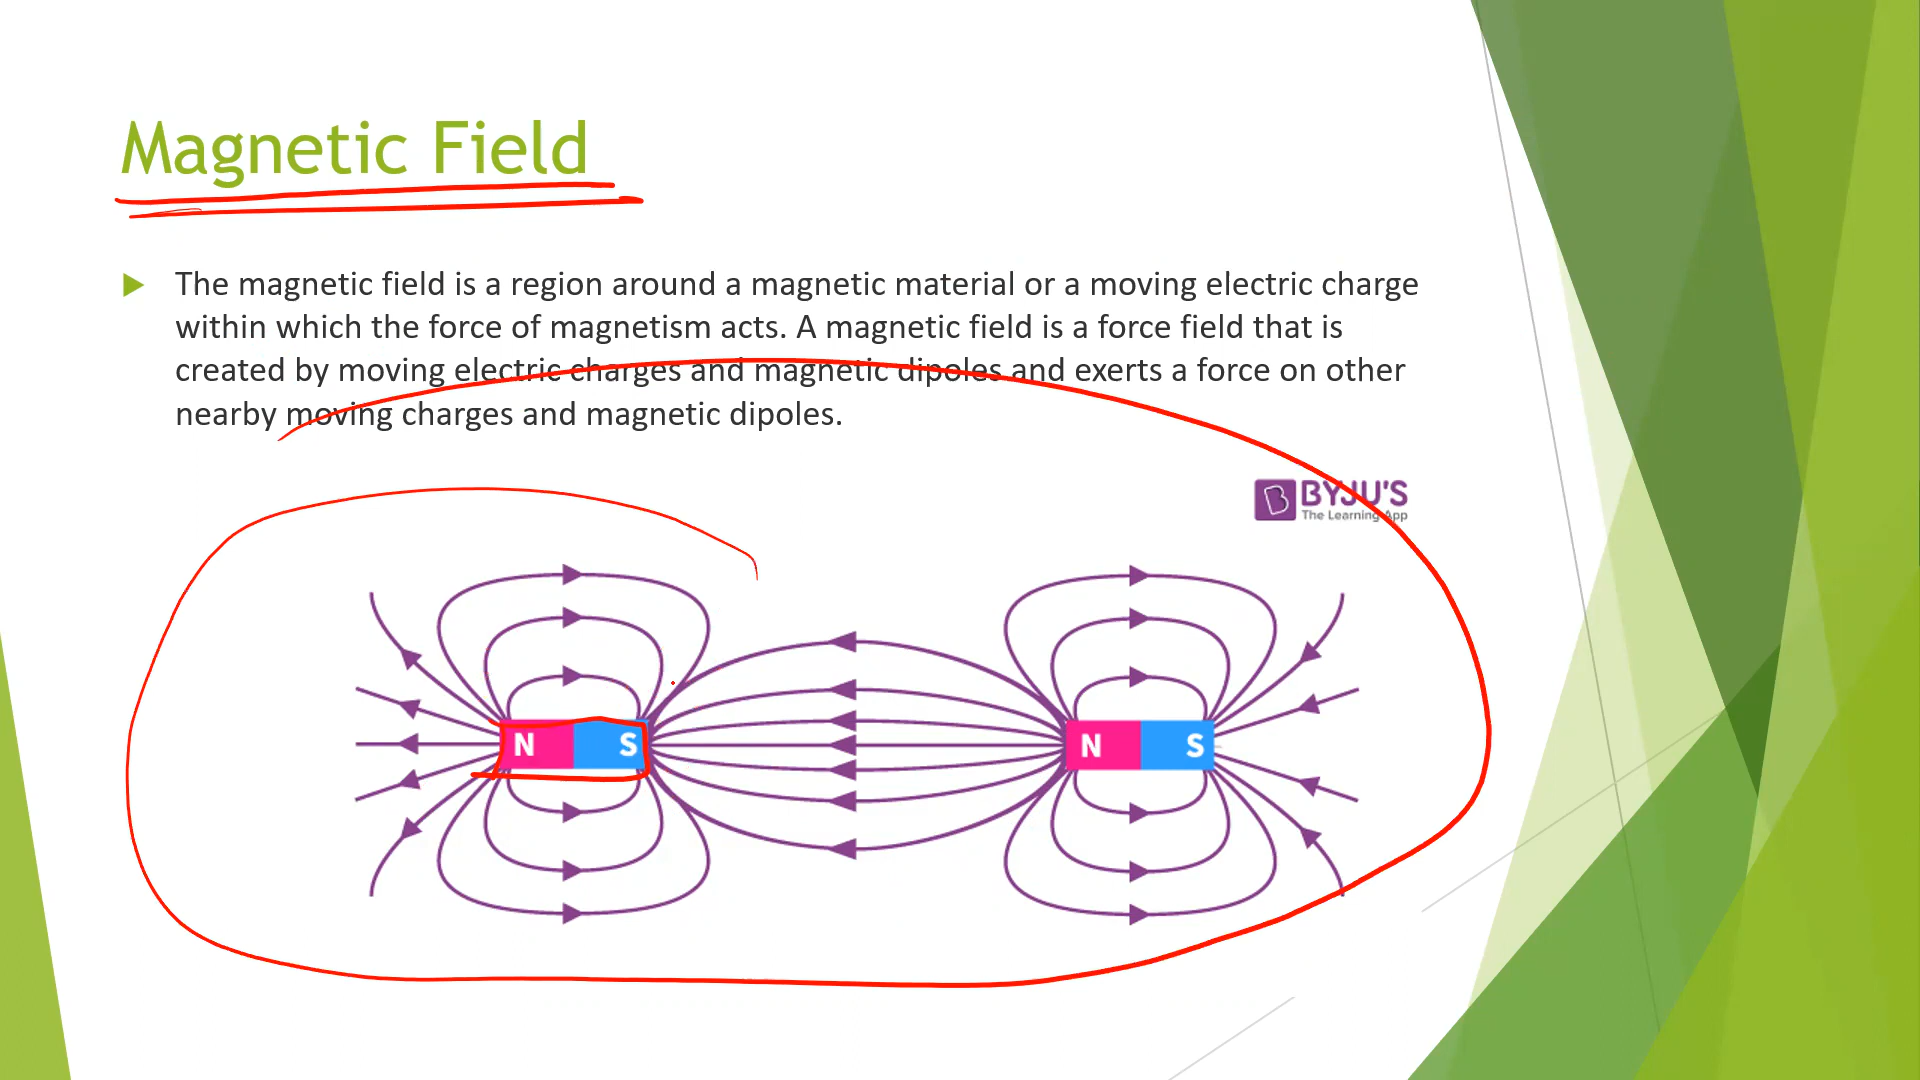 Magnetic Field
The magnetic field is a region around a magnetic material or a moving electric charge
within which the force of magnetism acts. A magnetic field is a force field that is
created by moving electric charges and magnetic dipoles and exerts a force on other
nearby moving charges and magnetic dipoles.
BYJU'S
The Learning App
N S N S